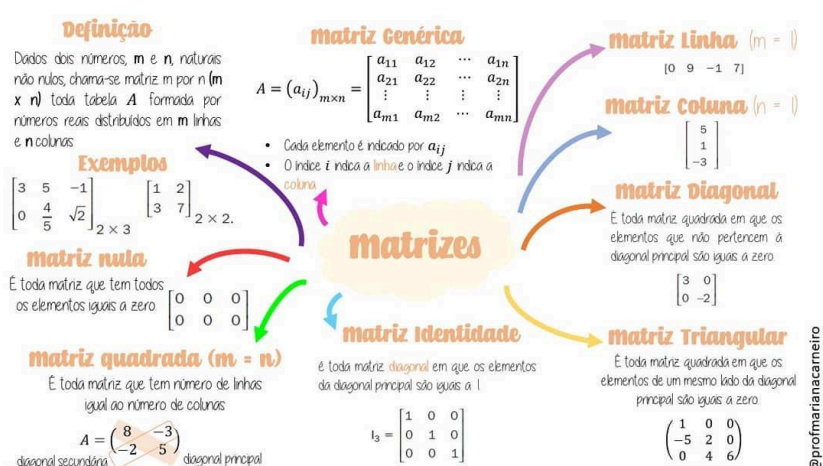 Definição
Dados dois números, m e n, naturais
não nulos, chama-se matriz m por n (m
x n) toda tabela A formada por
números reais distribuídos em m linhas
e n colunas
Exemplos
[3 5 -1
0 4/5 √2] 2 × 3
[1 2
3 7] 2 × 2.
Matriz nula
É toda matriz que tem todos
os elementos iguais a zero
[0 0 0
0 0 0]
Matriz quadrada (m = n)
É toda matriz que tem número de linhas
igual ao número de colunas
A = (8 -3
-2 5)
diagonal secundária
diagonal principal
Matriz Genérica
A = (aij)m×n = [a11 a12 ⋯ a1n
a21 a22 ⋯ a2n
⋮ ⋮ ⋮ ⋮
am1 am2 ⋯ amn]
• Cada elemento é indicado por aij
• O índice i indica a linha e o índice j indica a
coluna
Matrizes
Matriz Identidade
é toda matriz diagonal em que os elementos
da diagonal principal são iguais a 1
I3 = [1 0 0
0 1 0
0 0 1]
Matriz Linha (m = 1)
[0 9 -1 7]
Matriz Coluna (n = 1)
[5
1
-3]
Matriz Diagonal
É toda matriz quadrada em que os
elementos que não pertencem á
diagonal principal são iguais a zero
[3 0
0 -2]
Matriz Triangular
É toda matriz quadrada em que os
elementos de um mesmo lado da diagonal
principal são iguais a zero
(1 0 0
-5 2 0
0 4 6)
@profmarianacarneiro